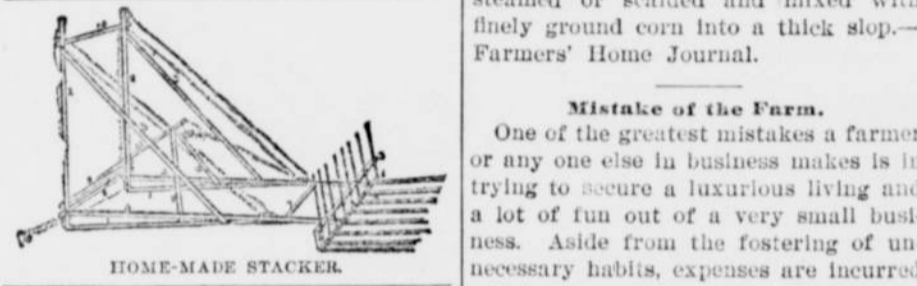 HOME-MADE STACKER.
steamed or scalded and mixed with
finely ground corn into a thick slop.—
Farmers' Home Journal.
Mistake of the Farm.
One of the greatest mistakes a farmer
or any one else in business makes is in
trying to secure a luxurious living and
a lot of fun out of a very small busi-
ness. Aside from the fostering of un-
necessary habits, expenses are incurred